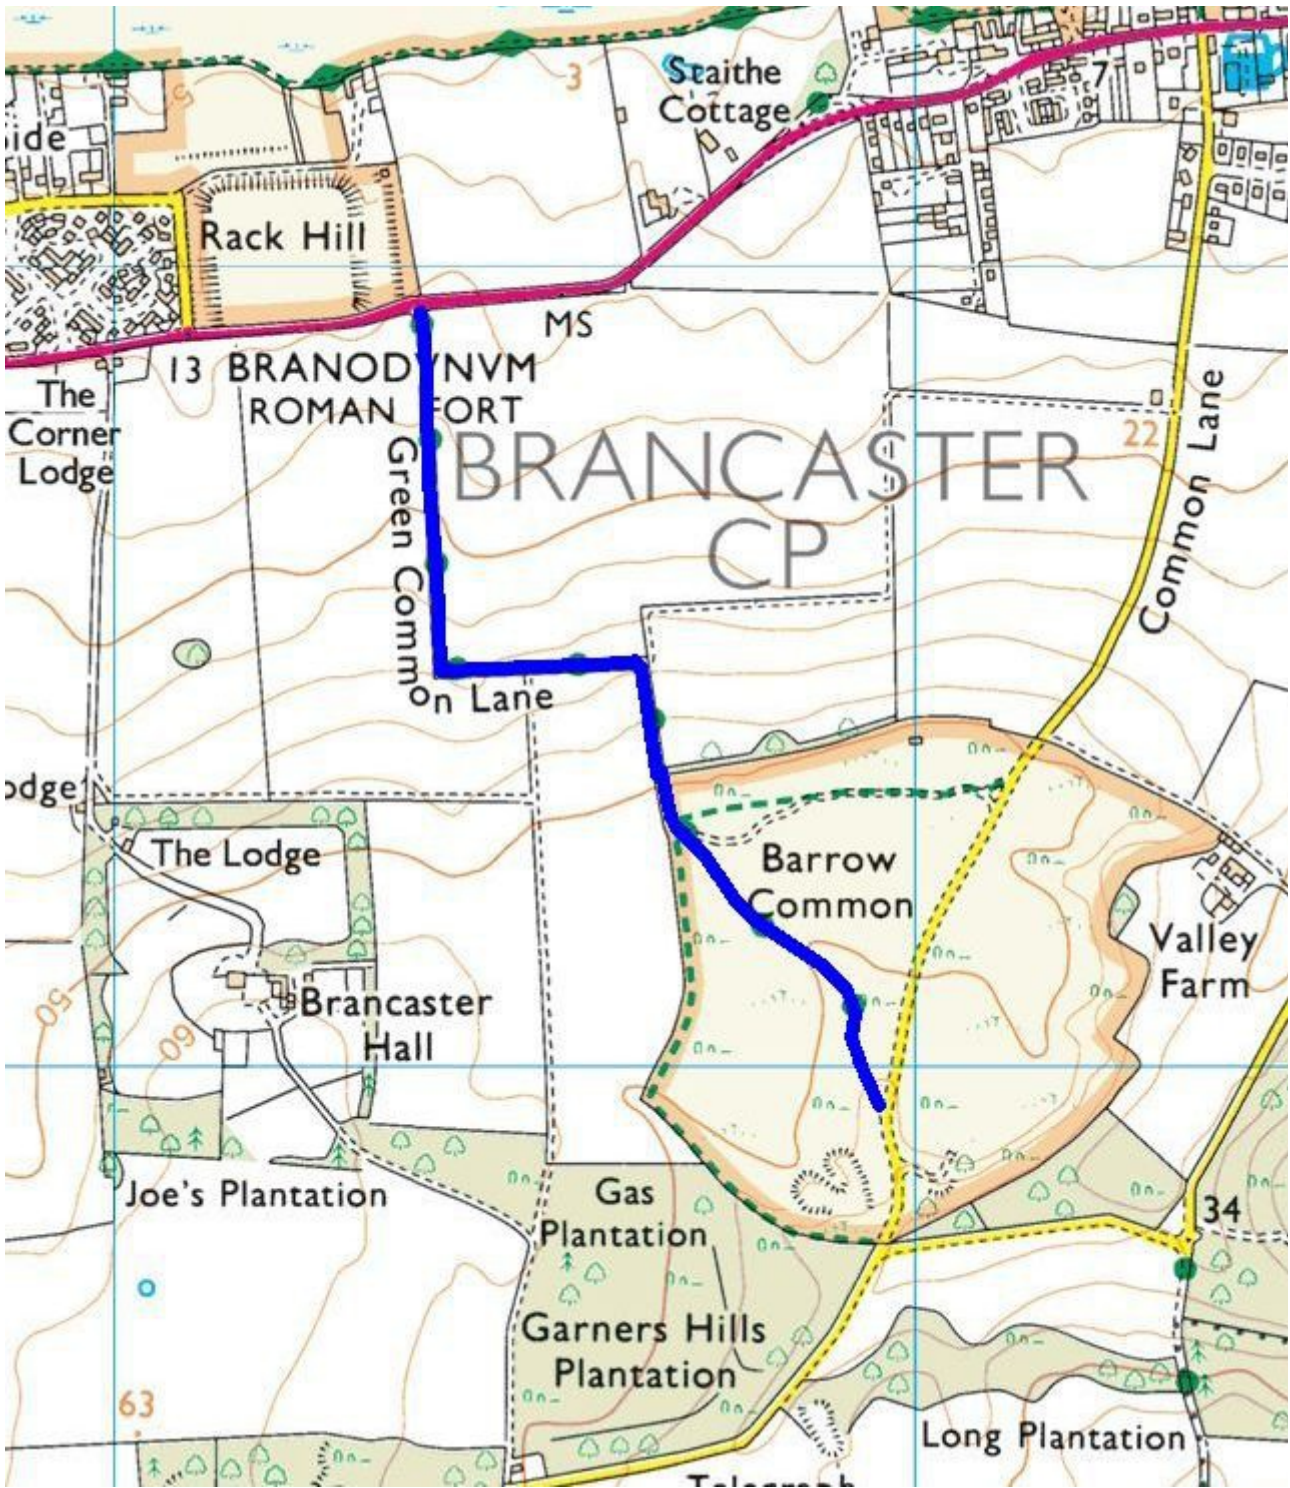 3
Staithe
Cottage
7
ide
5
Rack Hill
MS
13
BRANODVNVM
ROMAN FORT
The
Corner
Lodge
BRANCASTER
CP
22
Common Lane
Green Common Lane
odge
The Lodge
Barrow
Common
Valley
Farm
50
60
Brancaster
Hall
Joe's Plantation
Gas
Plantation
34
Garners Hills
Plantation
63
Long Plantation
Telegraph